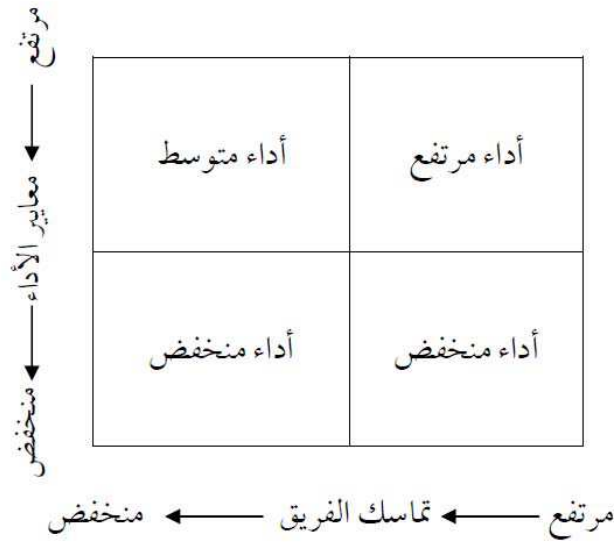 أداء مرتفع
أداء متوسط
أداء منخفض
أداء منخفض
مرتفع
معايير الأداء
منخفض
مرتفع
تماسك الفريق
منخفض